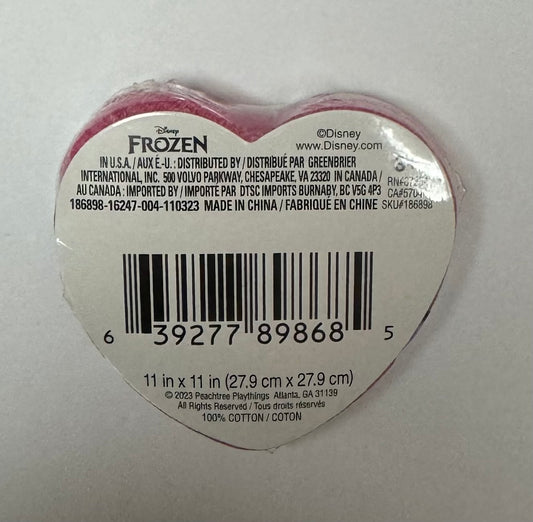 Disney
FROZEN
©Disney
www.Disney.com
IN U.S.A. / AUX É.-U. : DISTRIBUTED BY / DISTRIBUÉ PAR GREENBRIER
INTERNATIONAL, INC. 500 VOLVO PARKWAY, CHESAPEAKE, VA 23320 IN CANADA /
AU CANADA : IMPORTED BY / IMPORTÉ PAR DTSC IMPORTS BURNABY, BC V5G 4P3
186898-16247-004-110323 MADE IN CHINA / FABRIQUÉ EN CHINE
SKU#186898
6 39277 89868 5
11 in x 11 in (27.9 cm x 27.9 cm)
© 2023 Peachtree Playthings Atlanta, GA 31139
All Rights Reserved / Tous droits réservés
100% COTTON / COTON